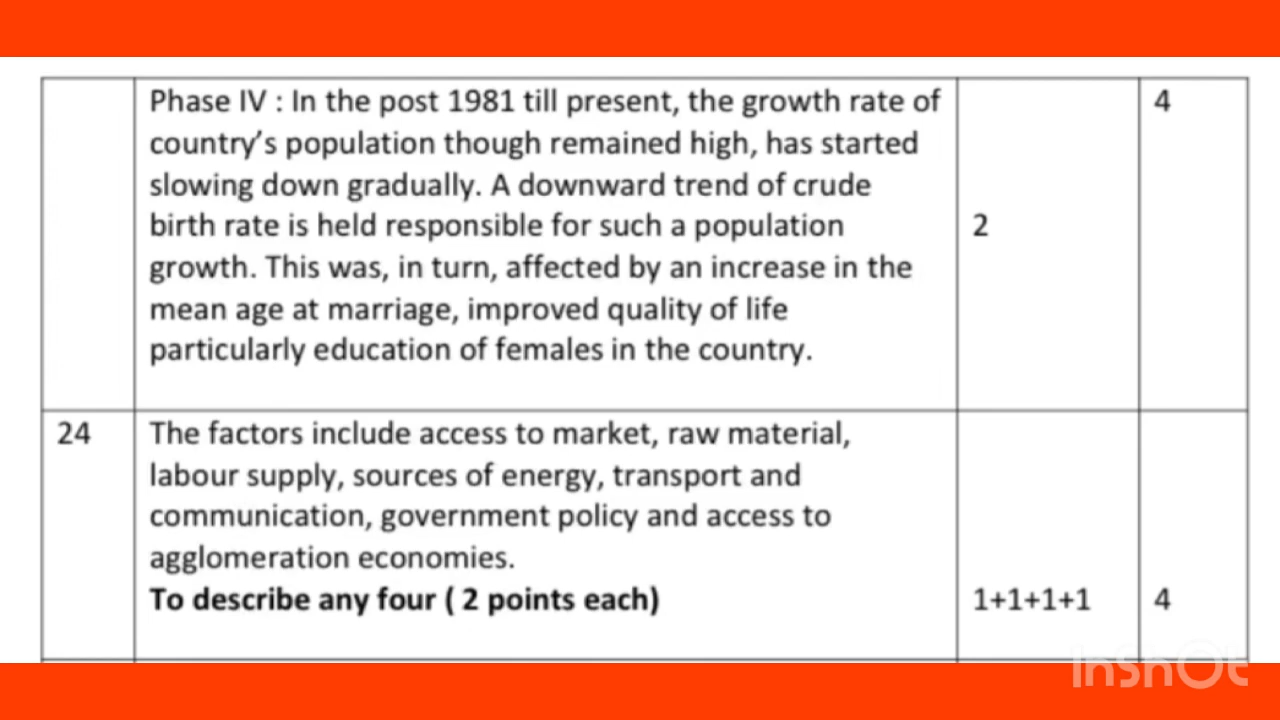 Phase IV : In the post 1981 till present, the growth rate of
4
country's population though remained high, has started
slowing down gradually. A downward trend of crude
birth rate is held responsible for such a population
2
growth. This was, in turn, affected by an increase in the
mean age at marriage, improved quality of life
particularly education of females in the country.
24
The factors include access to market, raw material,
labour supply, sources of energy, transport and
communication, government policy and access to
agglomeration economies.
To describe any four ( 2 points each)
1+1+1+1
4
InShOt